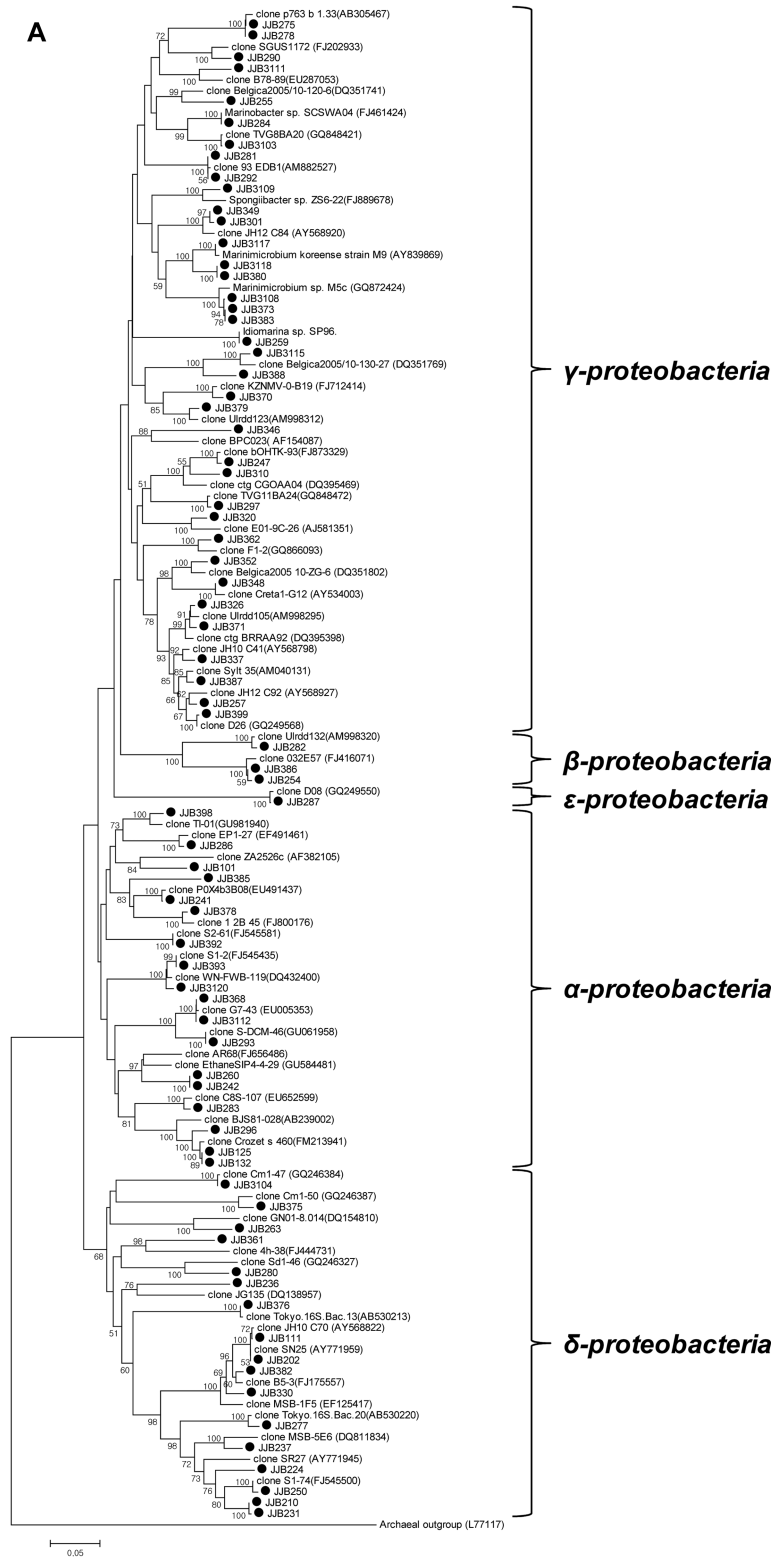 A
clone p763 b 1.33(AB305467)
100
JJB275
JJB278
72
clone SGUS1172 (FJ202933)
100
JJB290
JJB3111
100
clone B78-89(EU287053)
clone Belgica2005/10-120-6(DQ351741)
99
JJB255
Marinobacter sp. SCSWA04 (FJ461424)
100
JJB284
clone TVG8BA20 (GQ848421)
99
100
JJB3103
JJB281
clone 93 EDB1(AM882527)
100
56
JJB292
JJB3109
100
Spongiibacter sp. ZS6-22(FJ889678)
JJB349
97
JJB301
100
clone JH12 C84 (AY568920)
JJB3117
100
Marinimicrobium koreense strain M9 (AY839869)
100
JJB3118
100
JJB380
59
Marinimicrobium sp. M5c (GQ872424)
JJB3108
100
JJB373
94
78
JJB383
Idiomarina sp. SP96.
100
JJB259
JJB3115
100
clone Belgica2005/10-130-27 (DQ351769)
100
JJB388
clone KZNMV-0-B19 (FJ712414)
100
JJB370
85
JJB379
100
clone Ulrdd123(AM998312)
JJB346
88
clone BPC023( AF154087)
clone bOHTK-93(FJ873329)
100
55
JJB247
100
JJB310
clone ctg CGOAA04 (DQ395469)
51
clone TVG11BA24(GQ848472)
100
JJB297
JJB320
100
clone E01-9C-26 (AJ581351)
JJB362
100
clone F1-2(GQ866093)
JJB352
100
98
clone Belgica2005 10-ZG-6 (DQ351802)
JJB348
100
clone Creta1-G12 (AY534003)
78
JJB326
91
clone Ulrdd105(AM998295)
99
JJB371
clone ctg BRRAA92 (DQ395398)
92
clone JH10 C41(AY568798)
93
JJB337
85
clone Sylt 35(AM040131)
85
JJB387
62
66
clone JH12 C92 (AY568927)
JJB257
67
JJB399
100
clone D26 (GQ249568)
γ-proteobacteria
clone Ulrdd132(AM998320)
100
JJB282
100
clone 032E57 (FJ416071)
100
JJB386
59
JJB254
β-proteobacteria
clone D08 (GQ249550)
100
JJB287
ε-proteobacteria
JJB398
100
73
clone TI-01(GU981940)
clone EP1-27 (EF491461)
100
JJB286
clone ZA2526c (AF382105)
84
JJB101
JJB385
clone P0X4b3B08(EU491437)
100
83
JJB241
JJB378
100
clone 1 2B 45 (FJ800176)
clone S2-61(FJ545581)
100
JJB392
clone S1-2(FJ545435)
99
JJB393
clone WN-FWB-119(DQ432400)
100
JJB3120
JJB368
100
clone G7-43 (EU005353)
JJB3112
100
clone S-DCM-46(GU061958)
100
JJB293
clone AR68(FJ656486)
97
clone EthaneSIP4-4-29 (GU584481)
JJB260
100
100
JJB242
clone C8S-107 (EU652599)
100
JJB283
81
clone BJS81-028(AB239002)
JJB296
100
clone Crozet s 460(FM213941)
100
JJB125
100
89
JJB132
α-proteobacteria
clone Cm1-47 (GQ246384)
100
JJB3104
clone Cm1-50 (GQ246387)
100
JJB375
clone GN01-8.014(DQ154810)
100
JJB263
68
JJB361
98
clone 4h-38(FJ444731)
clone Sd1-46 (GQ246327)
100
JJB280
76
JJB236
clone JG135 (DQ138957)
JJB376
100
clone Tokyo.16S.Bac.13(AB530213)
51
72
clone JH10 C70 (AY568822)
100
JJB111
clone SN25 (AY771959)
96
53
JJB202
69
JJB382
60
60
clone B5-3(FJ175557)
100
JJB330
clone MSB-1F5 (EF125417)
98
clone Tokyo.16S.Bac.20(AB530220)
100
JJB277
98
clone MSB-5E6 (DQ811834)
100
JJB237
72
clone SR27 (AY771945)
JJB224
73
clone S1-74(FJ545500)
100
76
JJB250
JJB210
80
100
JJB231
δ-proteobacteria
Archaeal outgroup (L77117)
0.05